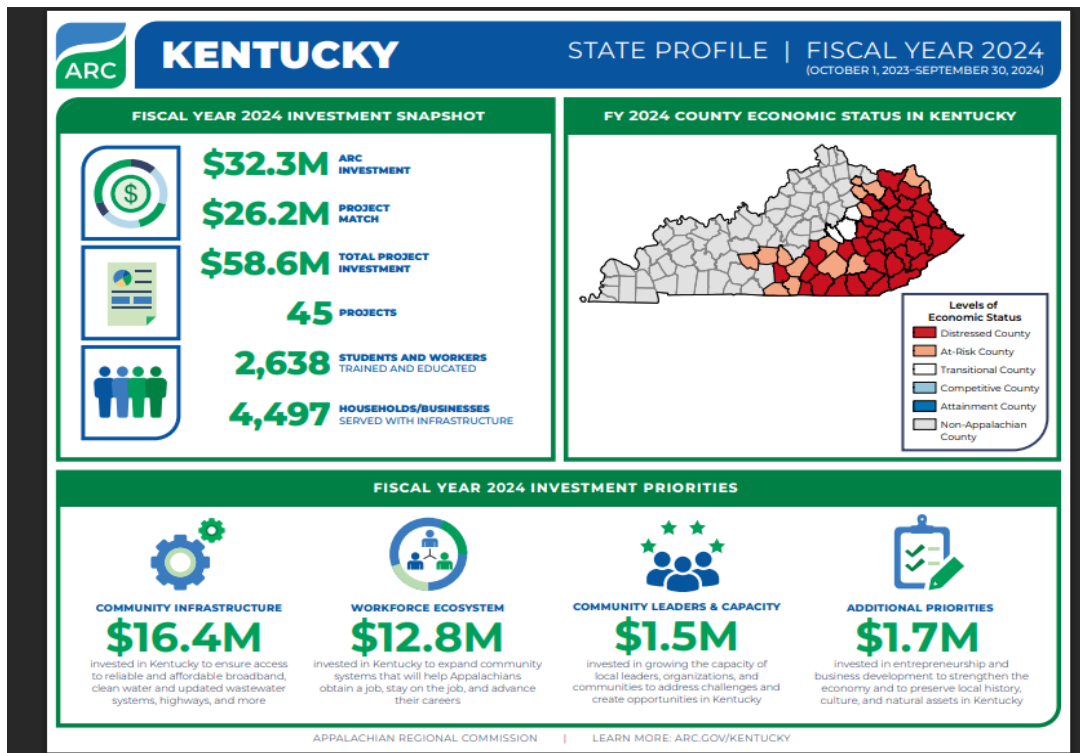 ARC
KENTUCKY
STATE PROFILE | FISCAL YEAR 2024
(OCTOBER 1, 2023–SEPTEMBER 30, 2024)
FISCAL YEAR 2024 INVESTMENT SNAPSHOT
$32.3M ARC
INVESTMENT
$26.2M PROJECT
MATCH
$58.6M TOTAL PROJECT
INVESTMENT
45 PROJECTS
2,638 STUDENTS AND WORKERS
TRAINED AND EDUCATED
4,497 HOUSEHOLDS/BUSINESSES
SERVED WITH INFRASTRUCTURE
$
FY 2024 COUNTY ECONOMIC STATUS IN KENTUCKY
Levels of
Economic Status
Distressed County
At-Risk County
Transitional County
Competitive County
Attainment County
Non-Appalachian
County
FISCAL YEAR 2024 INVESTMENT PRIORITIES
COMMUNITY INFRASTRUCTURE
$16.4M
invested in Kentucky to ensure access
to reliable and affordable broadband,
clean water and updated wastewater
systems, highways, and more
WORKFORCE ECOSYSTEM
$12.8M
invested in Kentucky to expand community
systems that will help Appalachians
obtain a job, stay on the job, and advance
their careers
COMMUNITY LEADERS & CAPACITY
$1.5M
invested in growing the capacity of
local leaders, organizations, and
communities to address challenges and
create opportunities in Kentucky
ADDITIONAL PRIORITIES
$1.7M
invested in entrepreneurship and
business development to strengthen the
economy and to preserve local history,
culture, and natural assets in Kentucky
APPALACHIAN REGIONAL COMMISSION | LEARN MORE: ARC.GOV/KENTUCKY